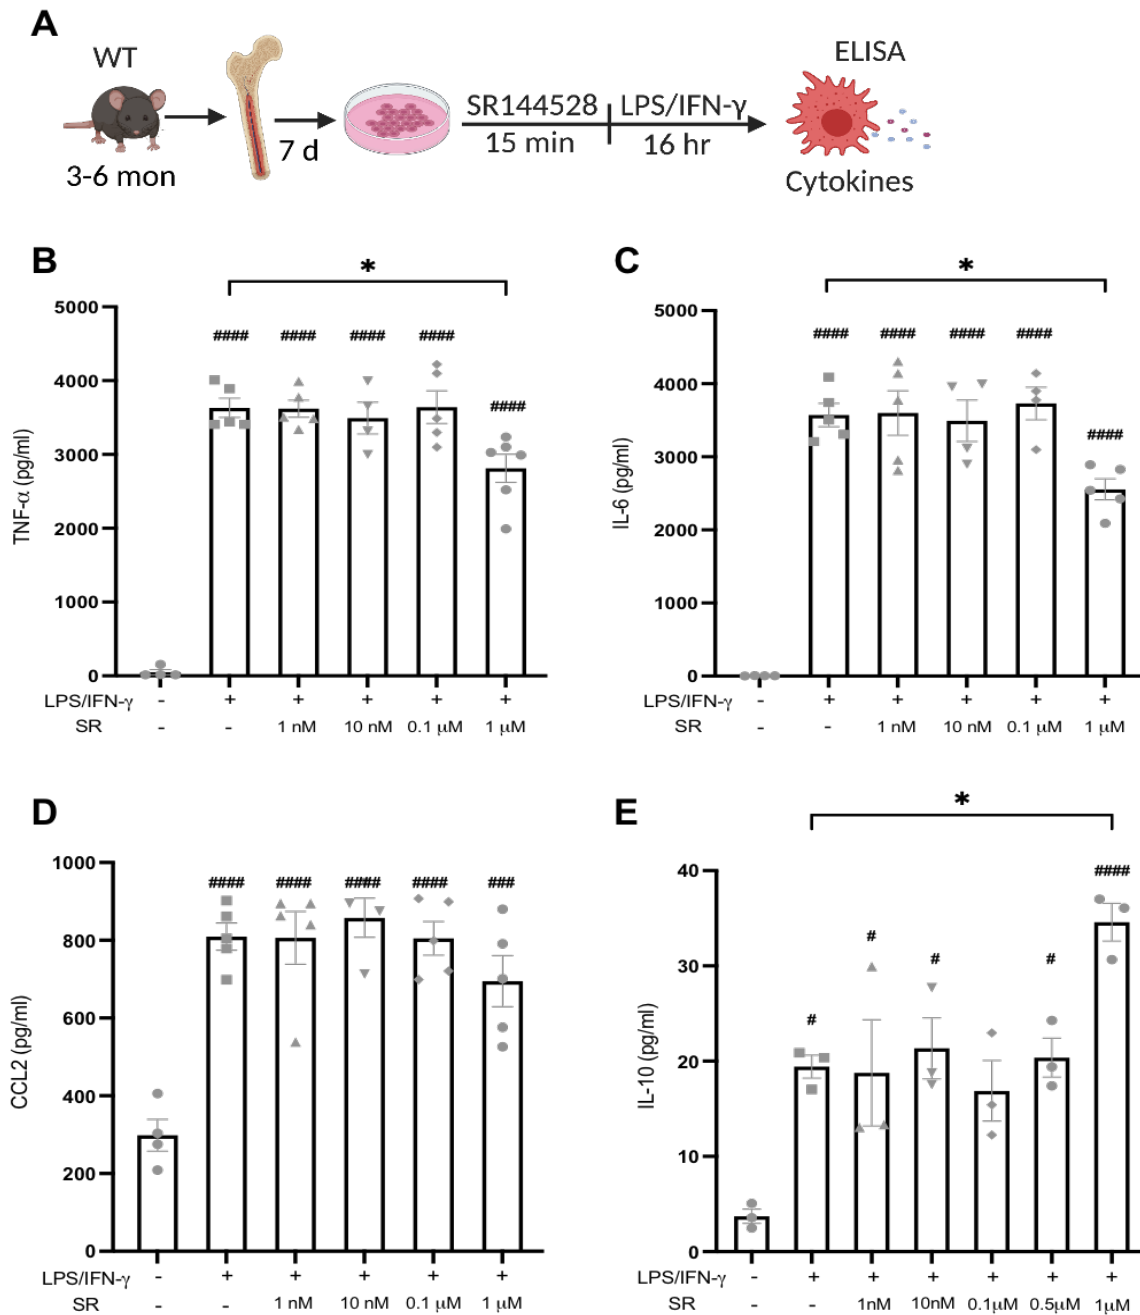 A
WT
3-6 mon
7 d
SR144528 LPS/IFN-γ
15 min 16 hr
ELISA
Cytokines
B
*
TNF-α (pg/ml)
5000
4000
3000
2000
1000
0
#### #### #### #### ####
LPS/IFN-γ - + + + + +
SR - - 1 nM 10 nM 0.1 μM 1 μM
C
*
IL-6 (pg/ml)
5000
4000
3000
2000
1000
0
#### #### #### #### ####
LPS/IFN-γ - + + + + +
SR - - 1 nM 10 nM 0.1 μM 1 μM
D
CCL2 (pg/ml)
1000
800
600
400
200
0
#### #### #### #### ###
LPS/IFN-γ - + + + + +
SR - - 1 nM 10 nM 0.1 μM 1 μM
E
*
IL-10 (pg/ml)
40
30
20
10
0
# # # # ####
LPS/IFN-γ - + + + + + +
SR - - 1nM 10nM 0.1μM 0.5μM 1μM